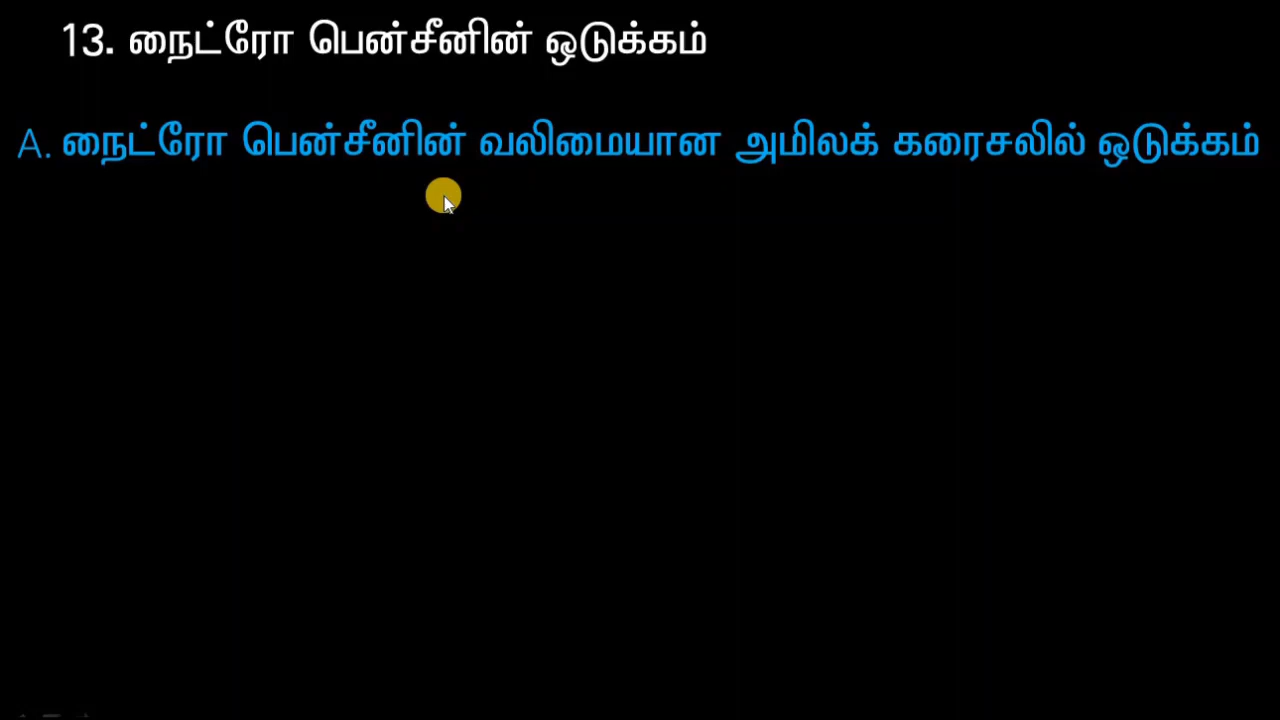 13. நைட்ரோ பென்சீனின் ஒடுக்கம்
A. நைட்ரோ பென்சீனின் வலிமையான அமிலக் கரைசலில் ஒடுக்கம்